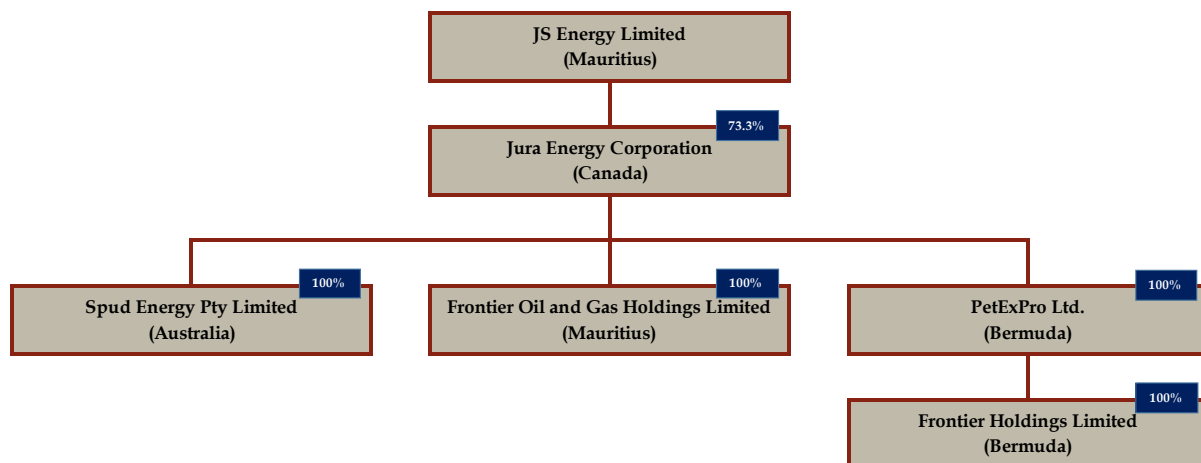 JS Energy Limited
(Mauritius)
73.3%
Jura Energy Corporation
(Canada)
100%
Spud Energy Pty Limited
(Australia)
100%
Frontier Oil and Gas Holdings Limited
(Mauritius)
100%
PetExPro Ltd.
(Bermuda)
100%
Frontier Holdings Limited
(Bermuda)